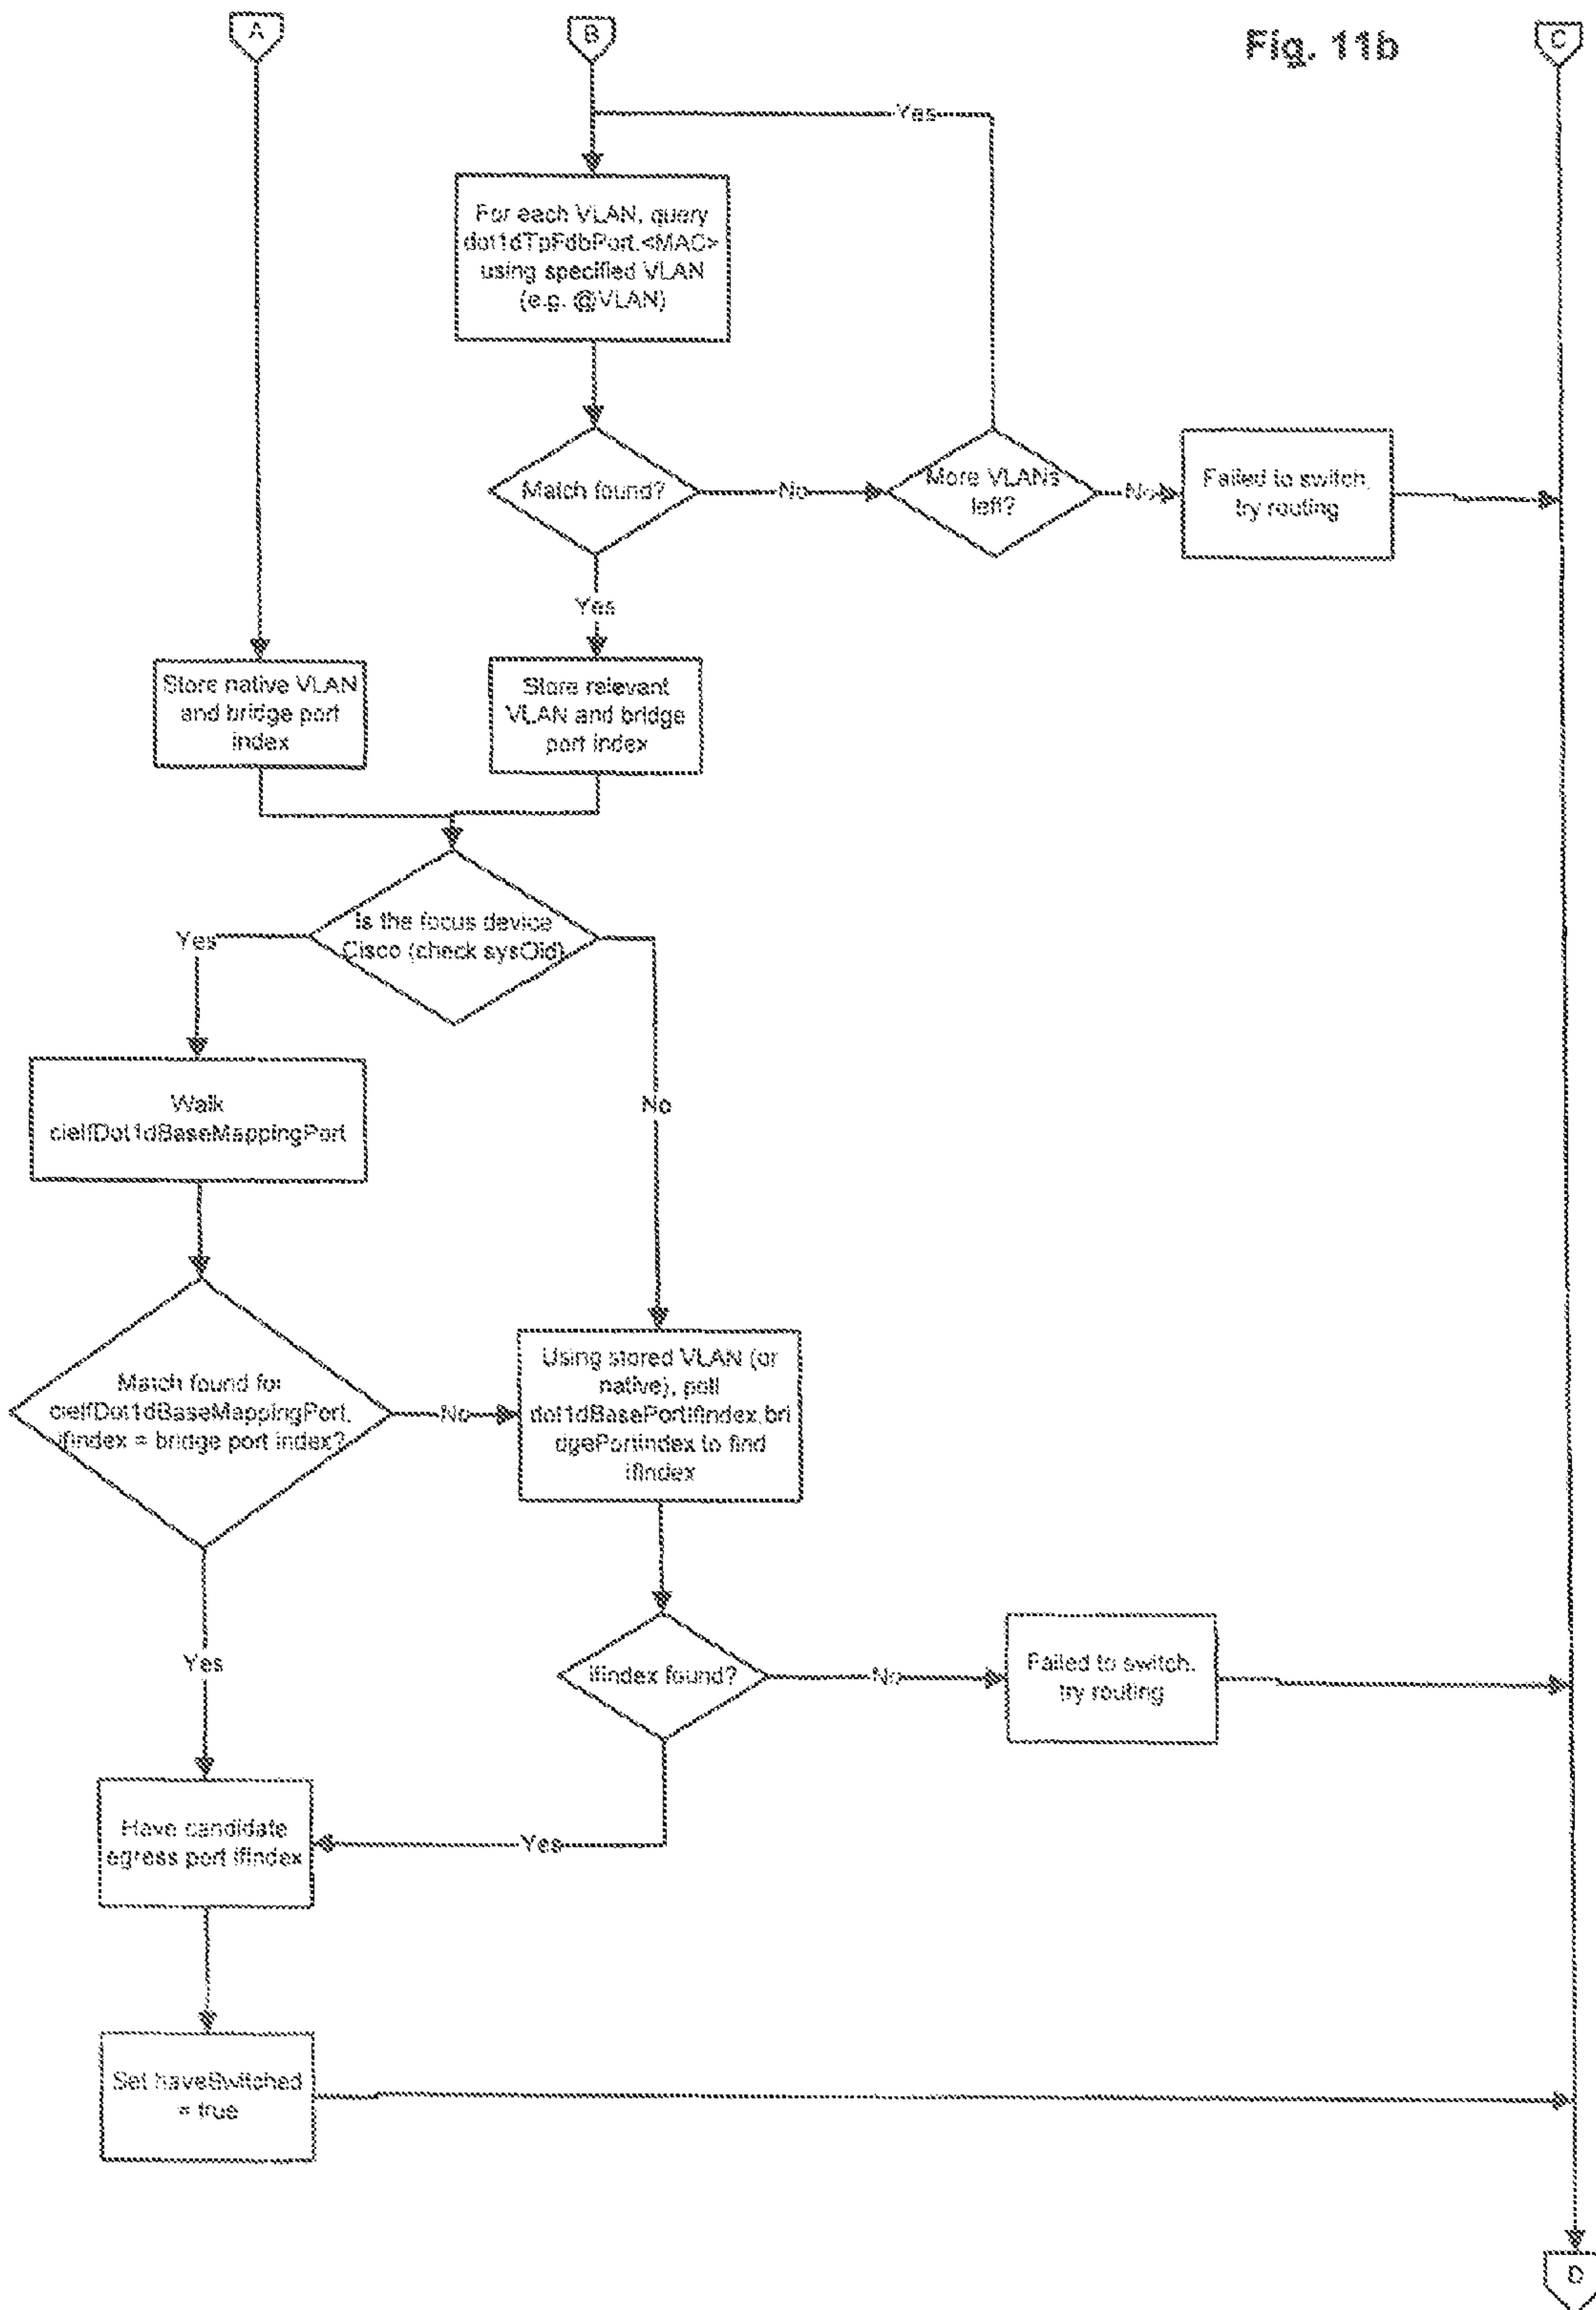 A
B
Fig. 11b
C
Yes
For each VLAN, query
dot1dTpFdbPort.<MAC>
using specified VLAN
(e.g. @VLAN)
Match found?
No
More VLANs
left?
No
Failed to switch,
try routing
Yes
Store native VLAN
and bridge port
index
Store relevant
VLAN and bridge
port index
Is the focus device
Cisco (check sysOid)
Yes
No
Walk
cieIfDot1dBaseMappingPort
Match found for
cieIfDot1dBaseMappingPort.
ifIndex = bridge port index?
No
Using stored VLAN (or
native), poll
dot1dBasePortIfIndex.bri
dgePortIndex to find
ifIndex
Yes
ifIndex found?
No
Failed to switch,
try routing
Have candidate
egress port ifIndex
Yes
Set haveSwitched
= true
D